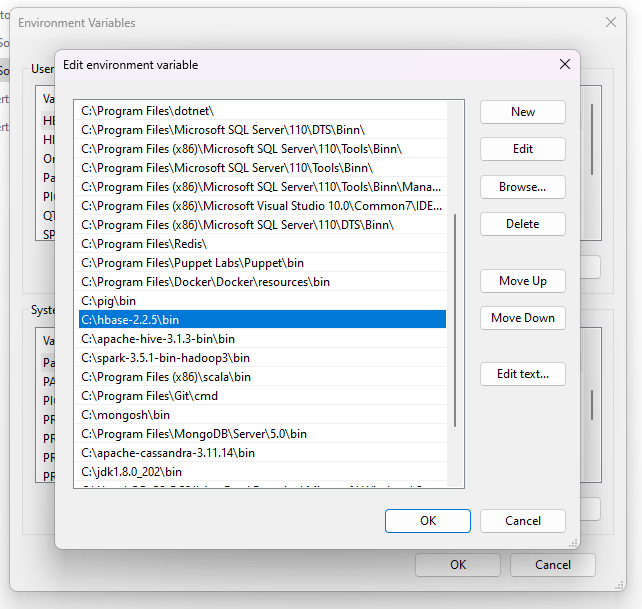 Environment Variables
Edit environment variable
User
Va
HI
Or
Pa
QT
SP
C:\Program Files\dotnet\
C:\Program Files\Microsoft SQL Server\110\DTS\Binn\
C:\Program Files (x86)\Microsoft SQL Server\110\Tools\Binn\
C:\Program Files\Microsoft SQL Server\110\Tools\Binn\
C:\Program Files (x86)\Microsoft SQL Server\110\Tools\Binn\Mana...
C:\Program Files (x86)\Microsoft Visual Studio 10.0\Common7\IDE...
C:\Program Files (x86)\Microsoft SQL Server\110\DTS\Binn\
C:\Program Files\Redis\
C:\Program Files\Puppet Labs\Puppet\bin
C:\Program Files\Docker\Docker\resources\bin
C:\pig\bin
C:\hbase-2.2.5\bin
C:\apache-hive-3.1.3-bin\bin
C:\spark-3.5.1-bin-hadoop3\bin
C:\Program Files (x86)\scala\bin
C:\Program Files\Git\cmd
C:\mongosh\bin
C:\Program Files\MongoDB\Server\5.0\bin
C:\apache-cassandra-3.11.14\bin
C:\jdk1.8.0_202\bin
New
Edit
Browse...
Delete
Move Up
Move Down
Edit text...
Syste
Va
Pa
PA
PR
PR
PR
PR
OK
Cancel
OK
Cancel